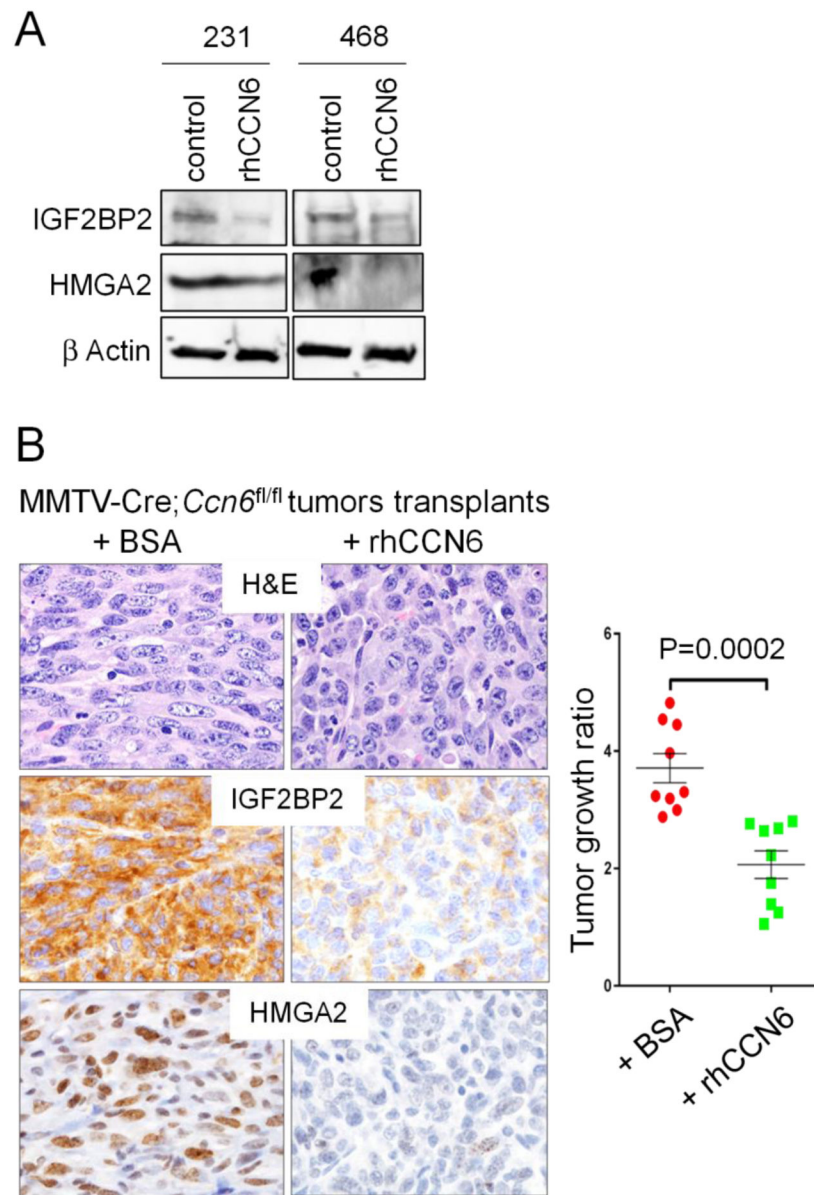 A
231 468
control rhCCN6 control rhCCN6
IGF2BP2
HMGA2
β Actin
B
MMTV-Cre;Ccn6fl/fl tumors transplants
+ BSA + rhCCN6
H&E
IGF2BP2
HMGA2
P=0.0002
Tumor growth ratio
6
4
2
0
+ BSA
+ rhCCN6